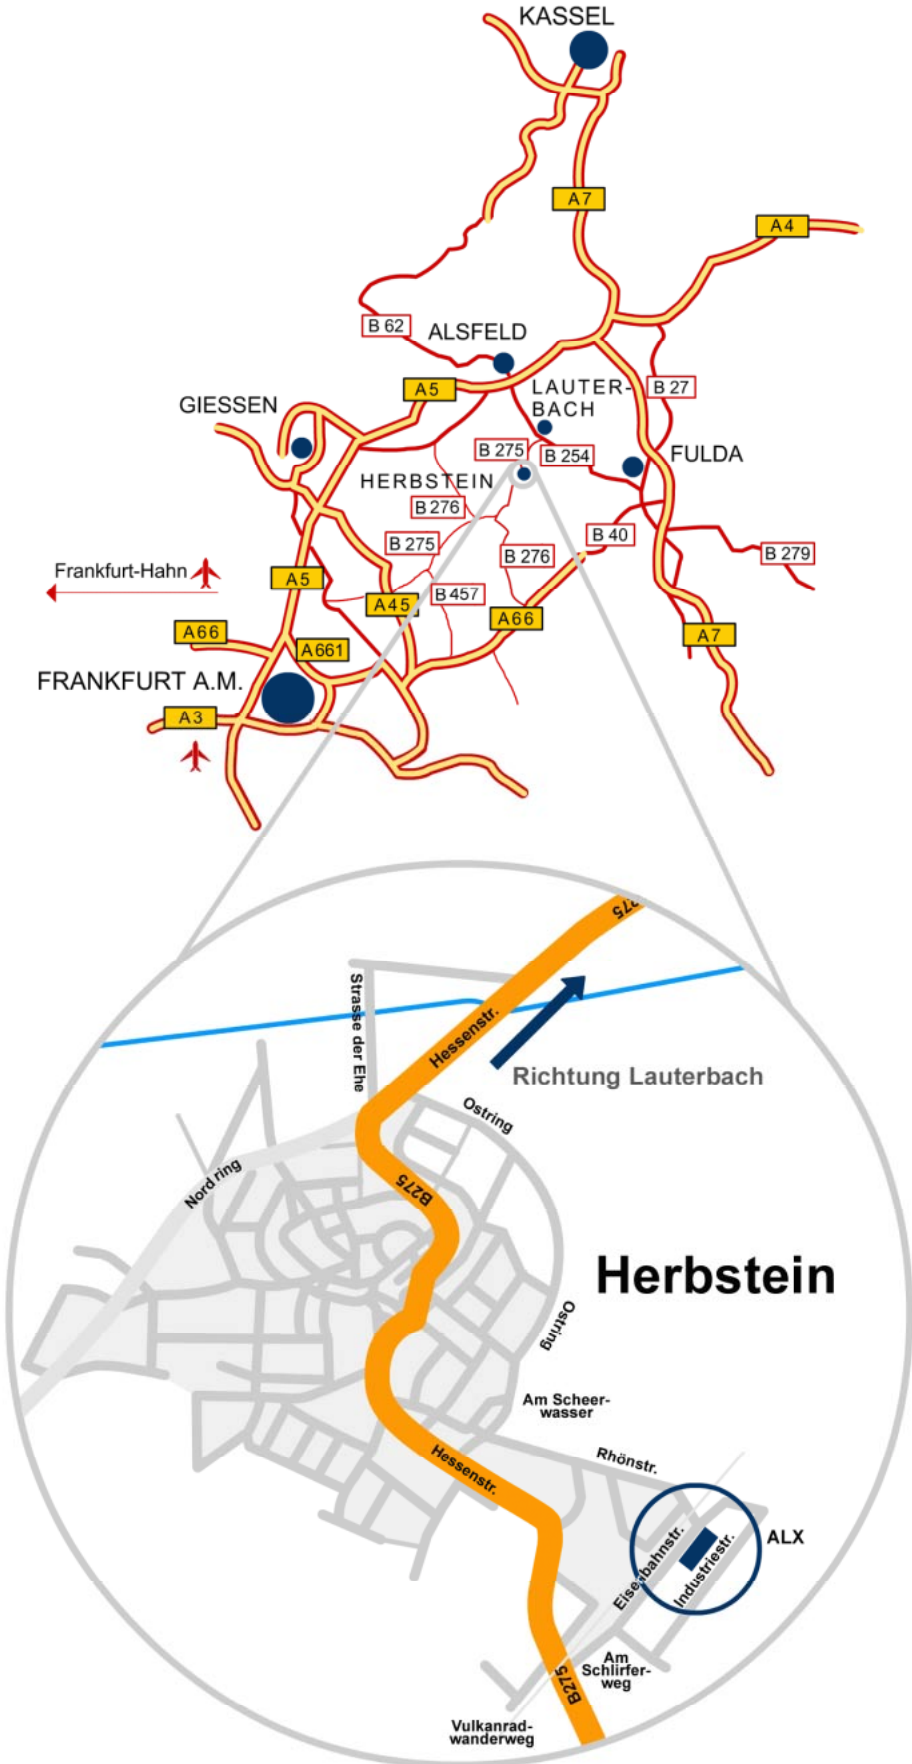 KASSEL
A7
A4
B 62
ALSFELD
A5
LAUTER-
BACH
B 27
GIESSEN
B 275
B 254
FULDA
HERBSTEIN
B 276
B 40
B 275
B 276
B 279
Frankfurt-Hahn
A5
A45
B 457
A66
A66
A661
A7
FRANKFURT A.M.
A3
B275
Strasse der Ehe
Hessenstr.
Richtung Lauterbach
Ostring
Nord ring
B275
Herbstein
Ostring
Am Scheer-
wasser
Rhönstr.
Hessenstr.
ALX
Eisenbahnstr.
Industriestr.
Am
Schlirfer-
weg
B275
Vulkanrad-
wanderweg